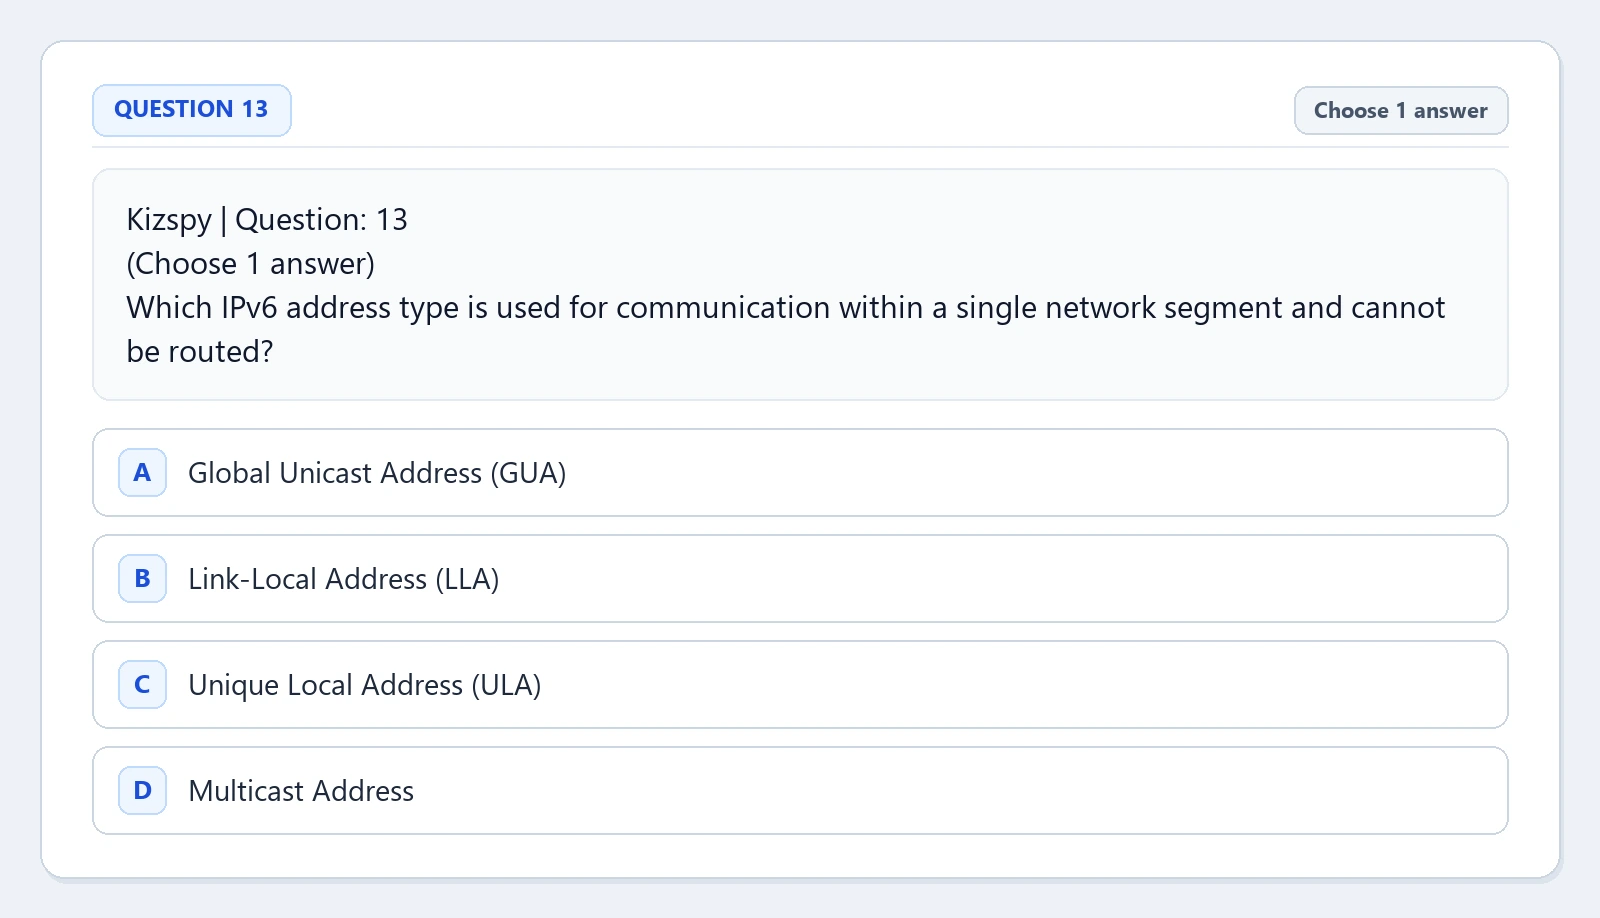 QUESTION 13
Choose 1 answer
Kizspy | Question: 13
(Choose 1 answer)
Which IPv6 address type is used for communication within a single network segment and cannot
be routed?
A Global Unicast Address (GUA)
B Link-Local Address (LLA)
C Unique Local Address (ULA)
D Multicast Address